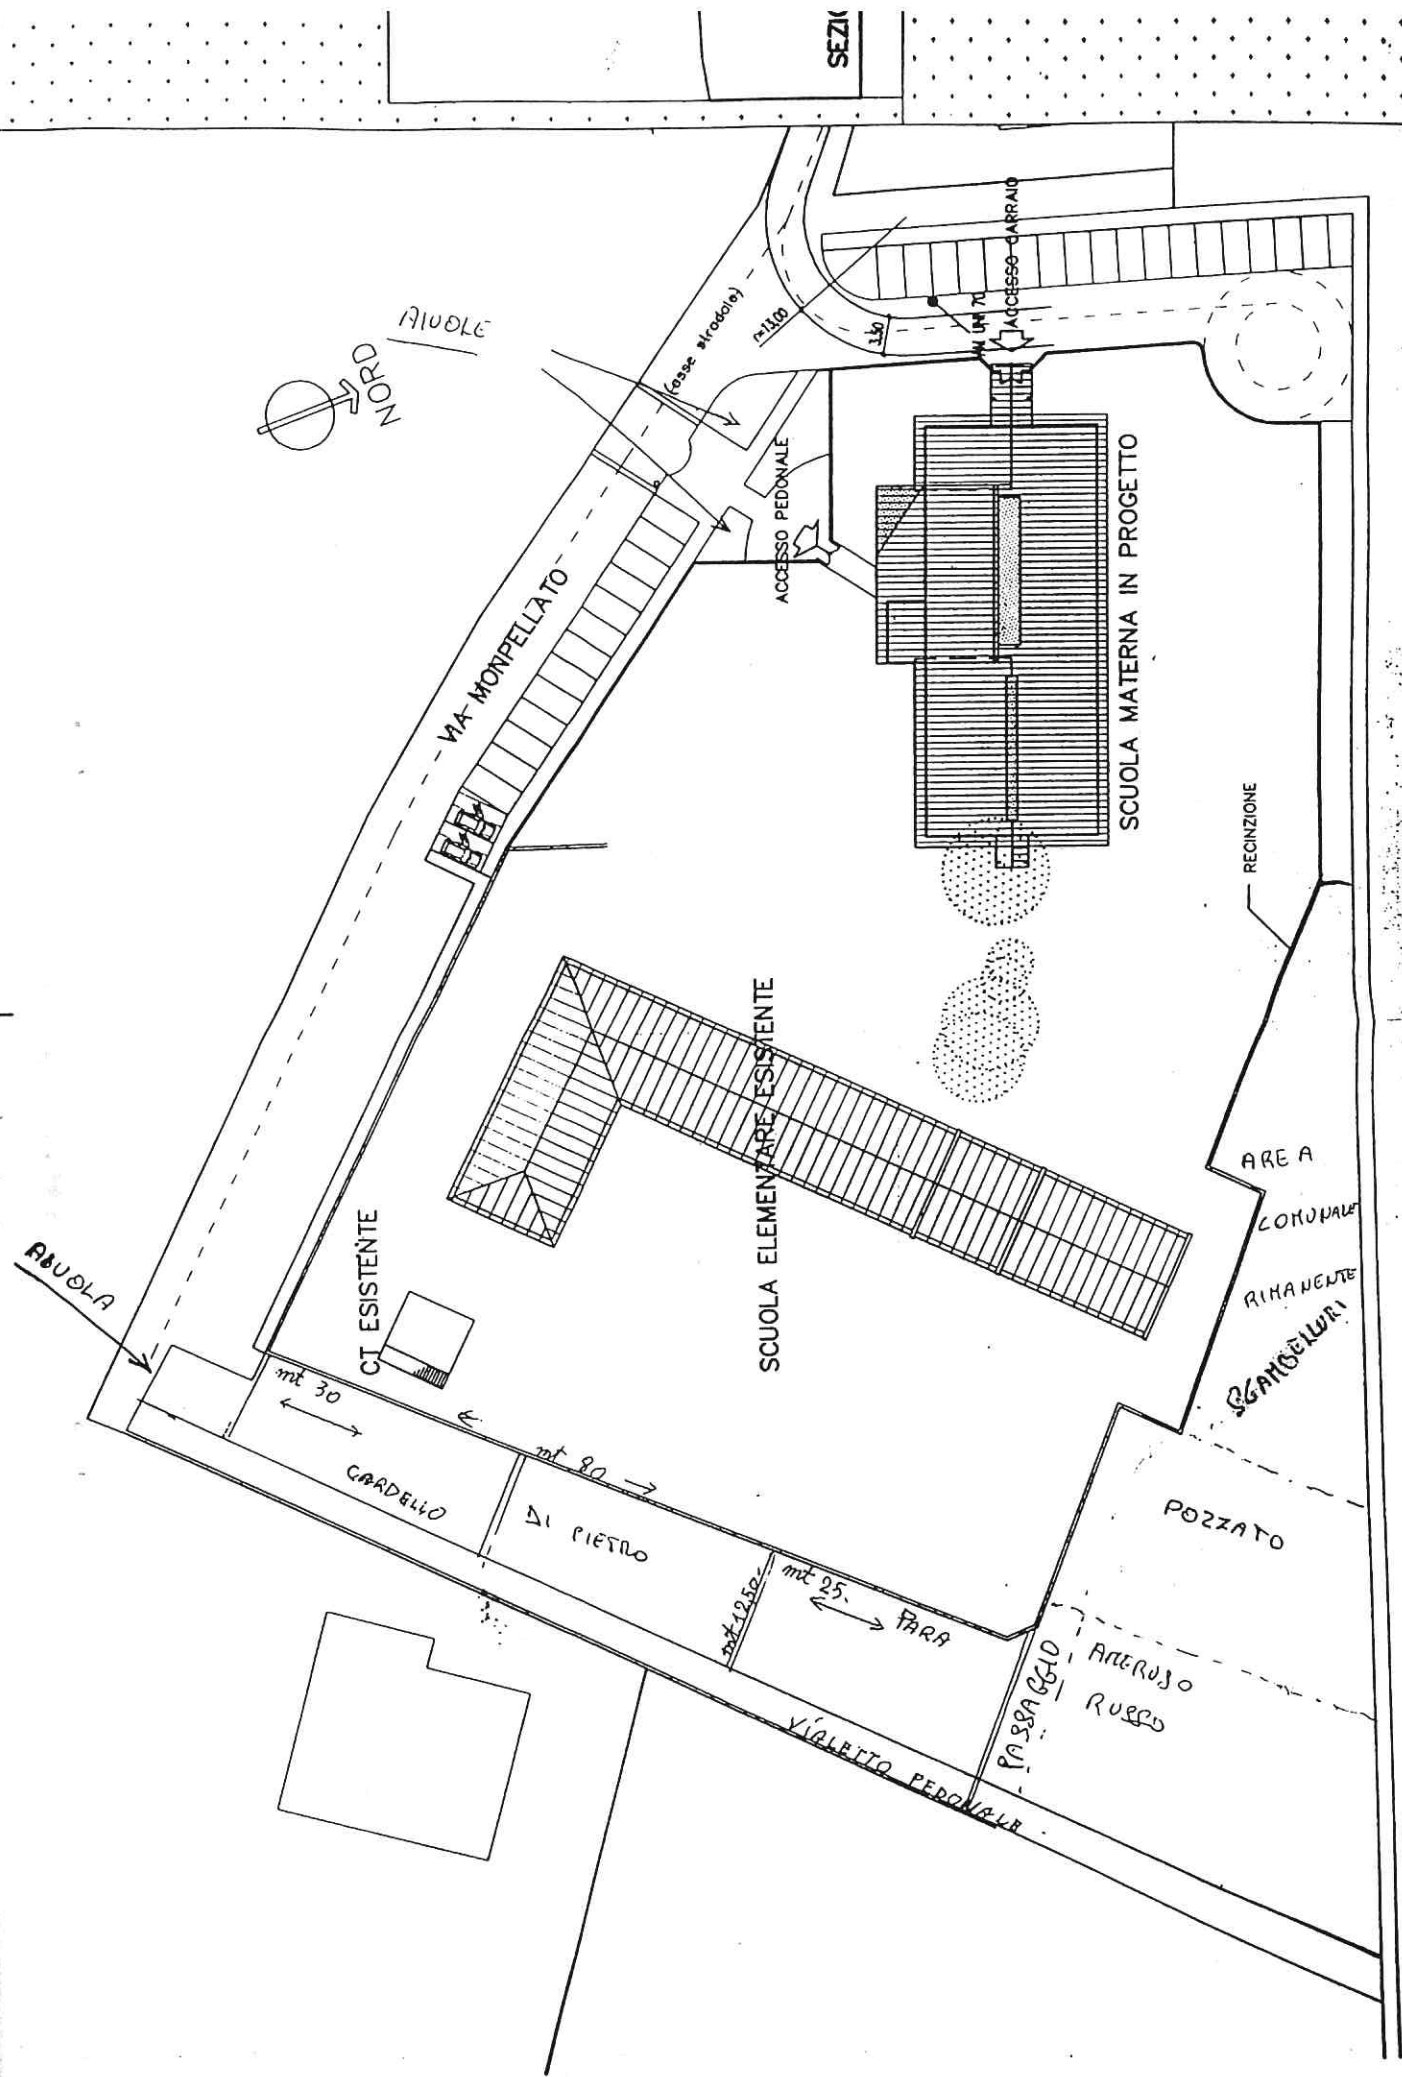 SEZI
ACCESSO CARRAIO
AIUOLE
NORD
(asse stradale)
r=13,00
3,50
UNI 70
ACCESSO PEDONALE
VIA MONPELLATO
SCUOLA MATERNA IN PROGETTO
RECINZIONE
SCUOLA ELEMENTARE ESISTENTE
CT ESISTENTE
AREA
COMUNALE
RIMANENTE
mt 30
mt 80
CARDELLO
DI PIETRO
mt 12,50
mt 25.
PARA
POZZATO
PASSAGGIO
RUSSO
VIALETTO PEDONALE